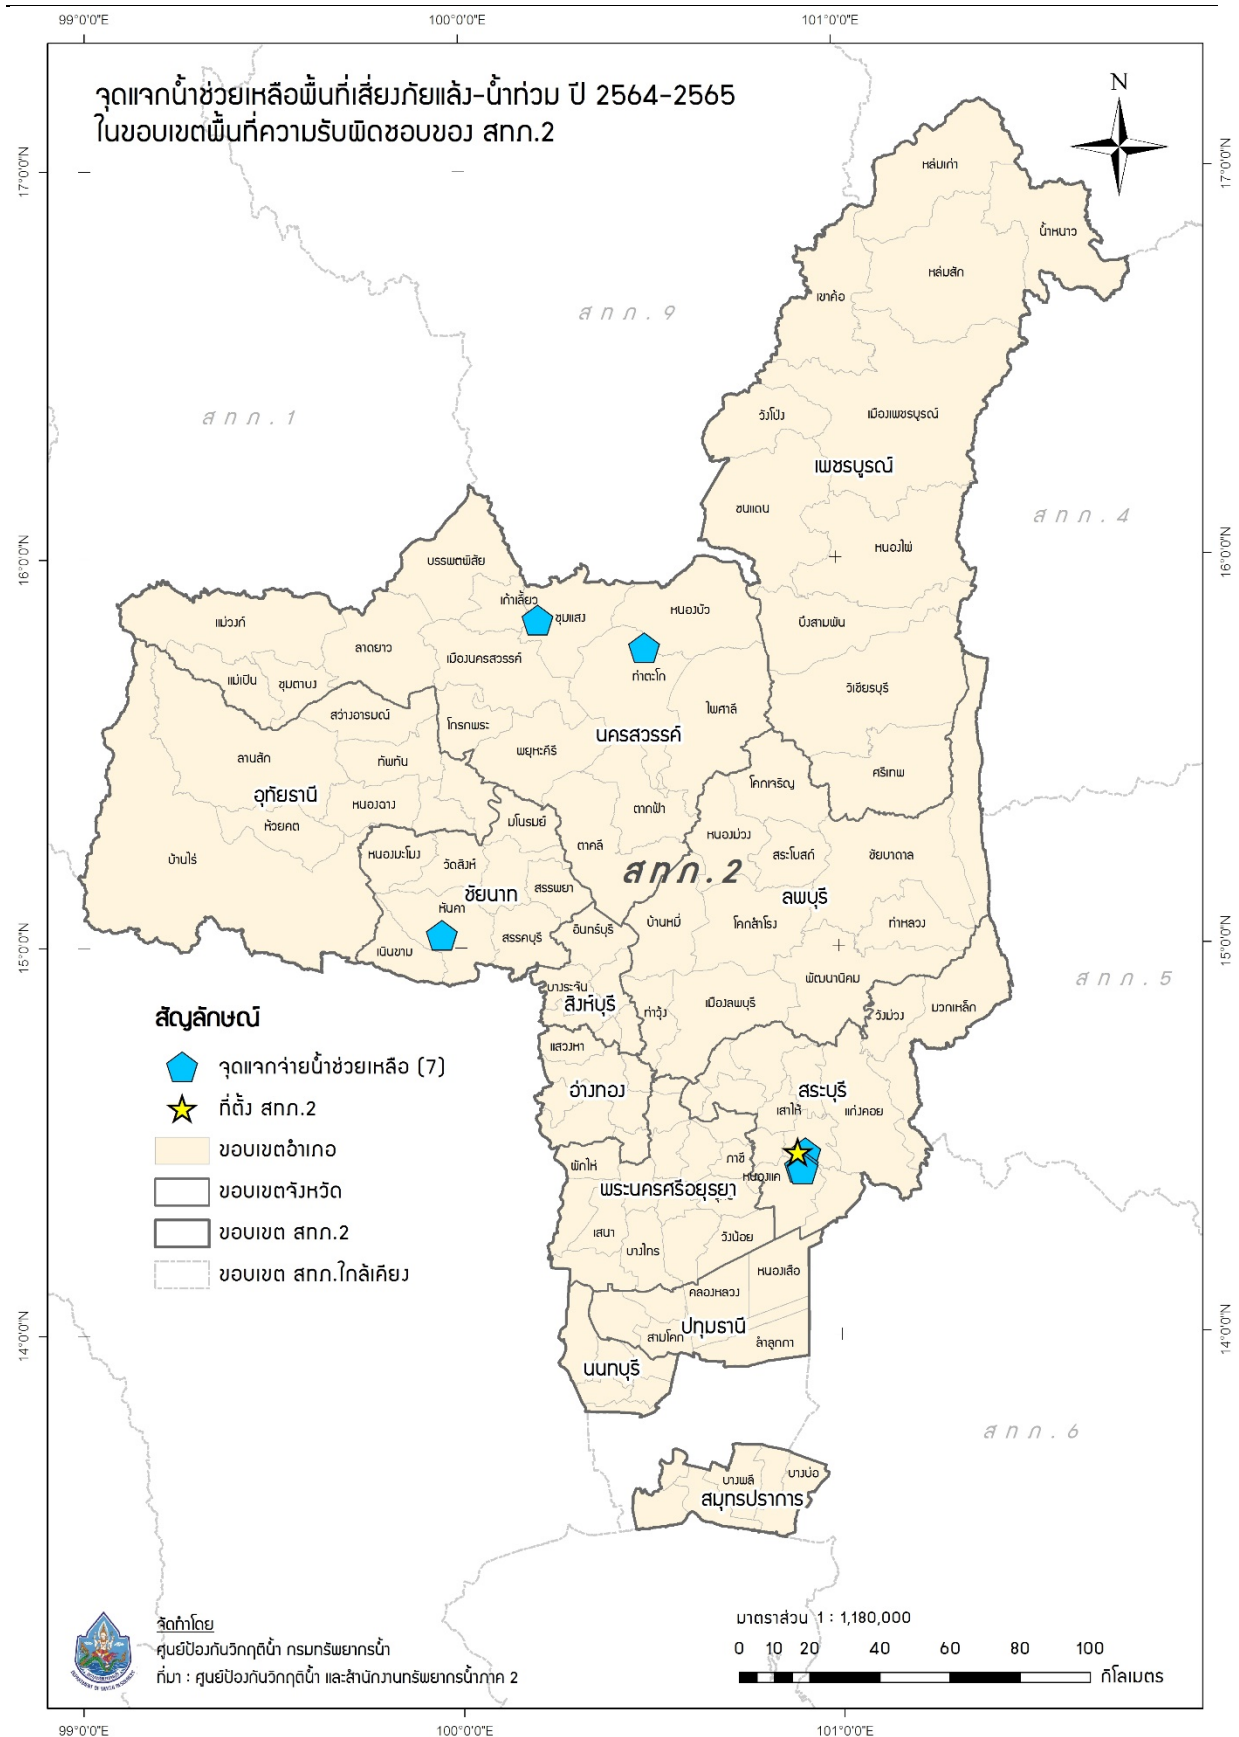 99°0'0"E 100°0'0"E 101°0'0"E
จุดแจกน้ำช่วยเหลือพื้นที่เสี่ยงภัยแล้ง-น้ำท่วม ปี 2564-2565
ในขอบเขตพื้นที่ความรับผิดชอบของ สทภ.2
N
17°0'0"N 17°0'0"N
หล่มเก่า
น้ำหนาว
หล่มสัก
เขาค้อ
สทภ.9
สทภ.1
วังโป่ง เมืองเพชรบูรณ์
เพชรบูรณ์
ชนแดน
สทภ.4
หนองไผ่
16°0'0"N 16°0'0"N
บรรพตพิสัย
เก้าเลี้ยว
ชุมแสง
หนองบัว
แม่วงก์
บึงสามพัน
ลาดยาว
เมืองนครสวรรค์
ท่าตะโก
แม่เปิน ชุมตาบง
วิเชียรบุรี
สว่างอารมณ์
โกรกพระ
ไพศาลี
นครสวรรค์
พยุหะคีรี
ลานสัก
ทัพทัน
ศรีเทพ
โคกเจริญ
อุทัยธานี
หนองฉาง
ตากฟ้า
ห้วยคต
มโนรมย์
หนองม่วง
บ้านไร่
หนองมะโมง
วัดสิงห์
ตาคลี
สระโบสถ์
ชัยบาดาล
สทภ.2
ชัยนาท
สรรพยา
ลพบุรี
หันคา
บ้านหมี่
โคกสำโรง
ท่าหลวง
อินทร์บุรี
สรรคบุรี
เนินขาม
15°0'0"N 15°0'0"N
พัฒนานิคม
สทภ.5
บางระจัน
สิงห์บุรี
เมืองลพบุรี
ท่าวุ้ง
วังม่วง
มวกเหล็ก
สัญลักษณ์
แสวงหา
จุดแจกจ่ายน้ำช่วยเหลือ (7)
อ่างทอง
สระบุรี
ที่ตั้ง สทภ.2
เสาไห้
แก่งคอย
ขอบเขตอำเภอ
ผักไห่
ภาชี
หนองแค
ขอบเขตจังหวัด
พระนครศรีอยุธยา
ขอบเขต สทภ.2
เสนา
บางไทร
วังน้อย
ขอบเขต สทภ.ใกล้เคียง
หนองเสือ
คลองหลวง
ปทุมธานี
สามโคก
ลำลูกกา
14°0'0"N 14°0'0"N
นนทบุรี
สทภ.6
บางพลี
บางบ่อ
สมุทรปราการ
จัดทำโดย
ศูนย์ป้องกันวิกฤติน้ำ กรมทรัพยากรน้ำ
ที่มา : ศูนย์ป้องกันวิกฤติน้ำ และสำนักงานทรัพยากรน้ำภาค 2
มาตราส่วน 1 : 1,180,000
0 10 20 40 60 80 100
กิโลเมตร
99°0'0"E 100°0'0"E 101°0'0"E